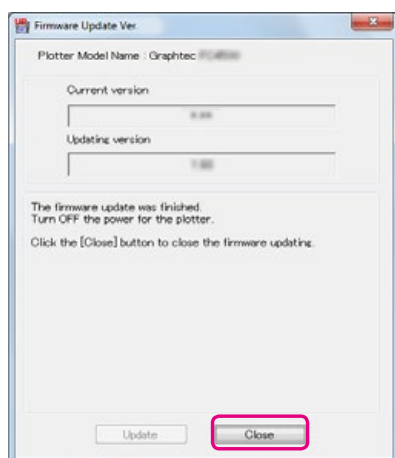 Firmware Update Ver.
Plotter Model Name : Graphtec
Current version
Updating version
The firmware update was finished.
Turn OFF the power for the plotter.
Click the [Close] button to close the firmware updating.
Update
Close